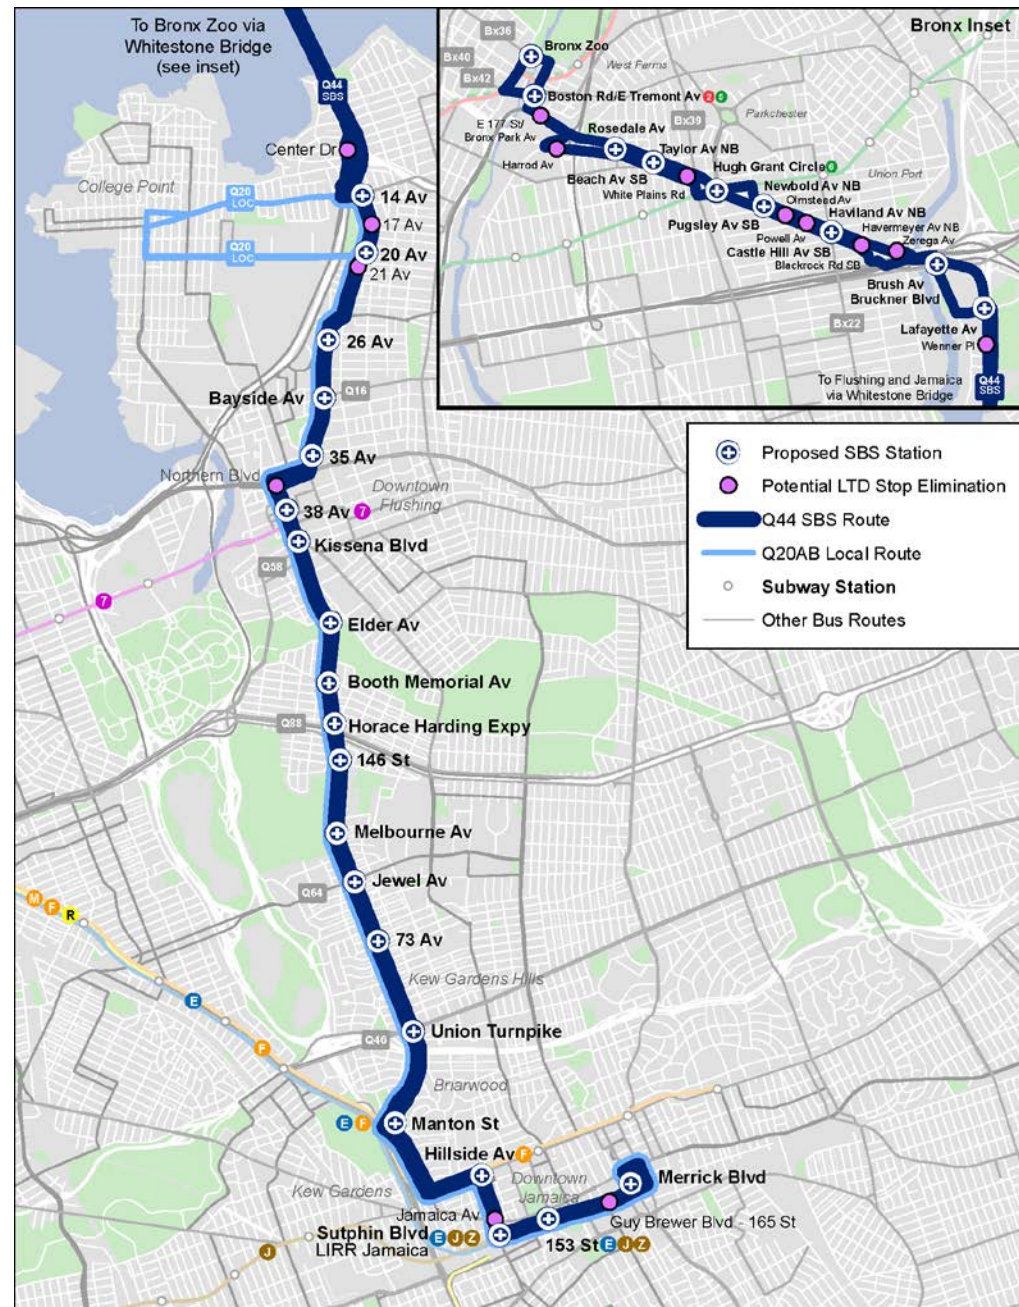 To Bronx Zoo via
Whitestone Bridge
(see inset)
Q44
SBS
Center Dr
College Point
Q20
LOC
14 Av
17 Av
Q20
LOC
20 Av
21 Av
26 Av
Q16
Bayside Av
35 Av
Northern Blvd
Downtown
Flushing
38 Av 7
Kissena Blvd
Q58
7
Elder Av
Booth Memorial Av
Q88
Horace Harding Expy
146 St
Melbourne Av
Q64
Jewel Av
M F R
73 Av
Kew Gardens Hills
E
Union Turnpike
Q46
F
Briarwood
E F
Manton St
Hillside Av F
Kew Gardens
Downtown
Jamaica
Merrick Blvd
Jamaica Av
Guy Brewer Blvd - 165 St
Sutphin Blvd E J Z
LIRR Jamaica
153 St E J Z
J
Bronx Inset
Bx36
Bronx Zoo
Bx40
West Farms
Bx42
Boston Rd/E Tremont Av 2 5
E 177 St/
Bronx Park Av
Bx39
Parkchester
Rosedale Av
Harrod Av
Taylor Av NB
Hugh Grant Circle 6
Beach Av SB
White Plains Rd
Newbold Av NB
Union Port
Olmstead Av
Pugsley Av SB
Haviland Av NB
Havermeyer Av NB
Powell Av
Zerega Av
Castle Hill Av SB
Blackrock Rd SB
Brush Av
Bruckner Blvd
Bx22
Lafayette Av
Wenner Pl
To Flushing and Jamaica
via Whitestone Bridge
Q44
SBS
Proposed SBS Station
Potential LTD Stop Elimination
Q44 SBS Route
Q20AB Local Route
Subway Station
Other Bus Routes